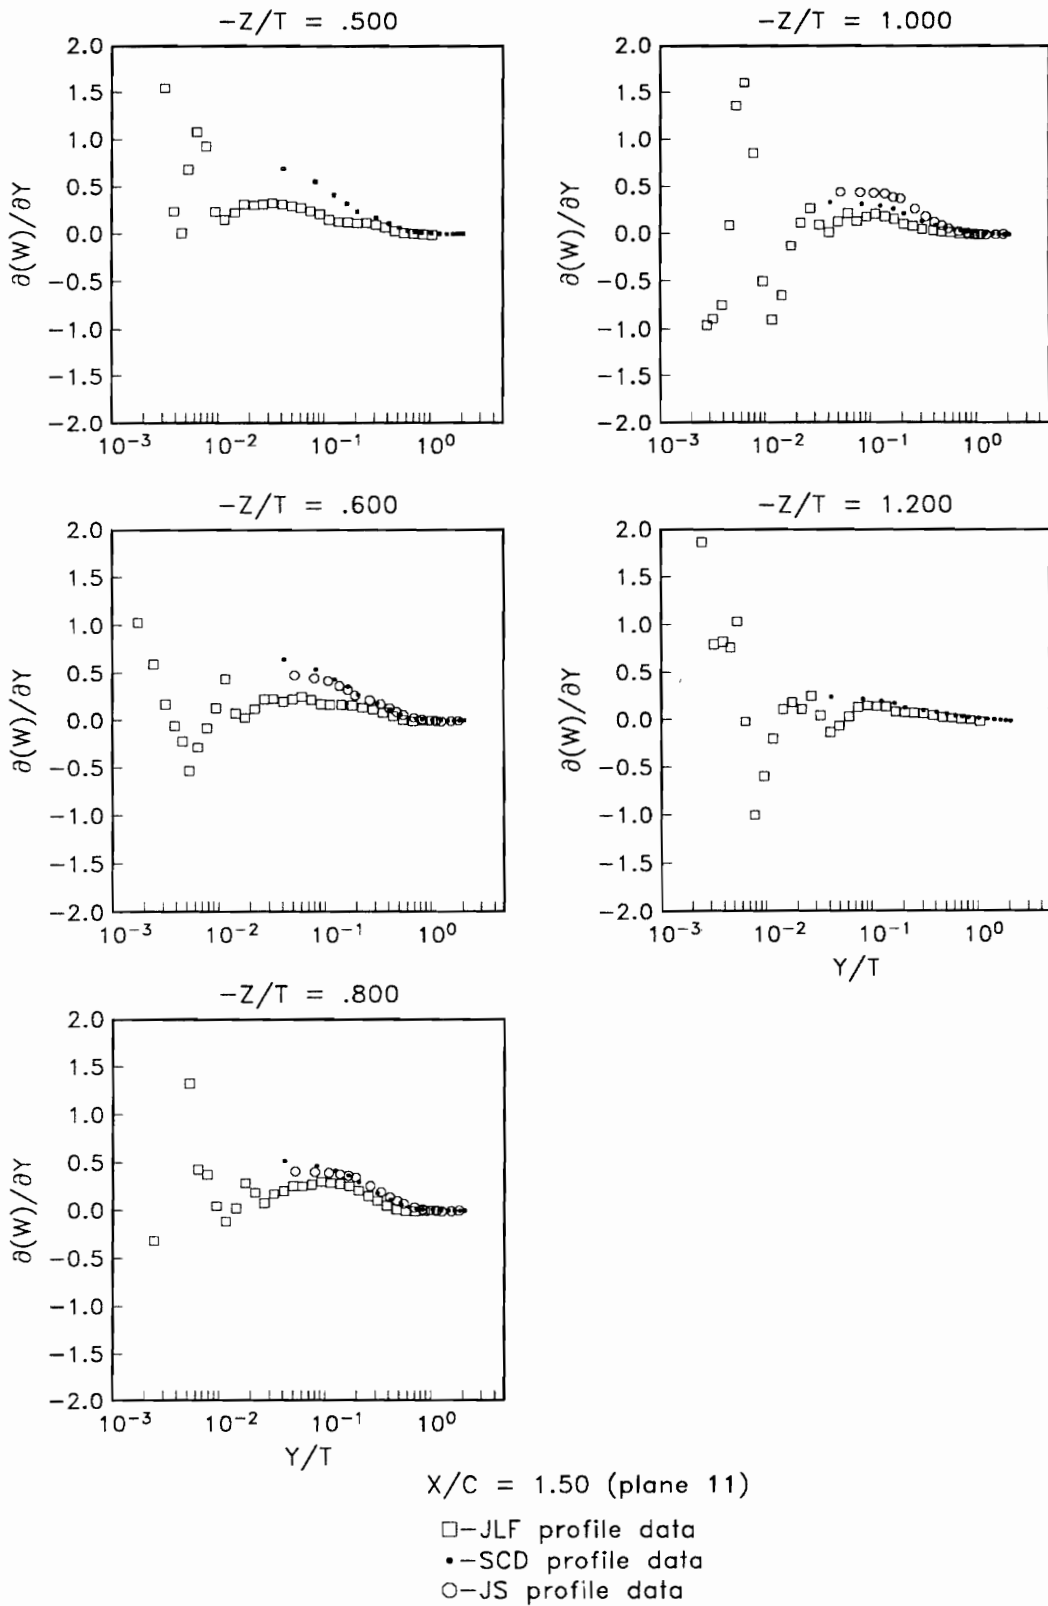 -Z/T = .500
2.0
1.5
1.0
0.5
0.0
-0.5
-1.0
-1.5
-2.0
∂(W)/∂Y
10⁻³ 10⁻² 10⁻¹ 10⁰
-Z/T = 1.000
2.0
1.5
1.0
0.5
0.0
-0.5
-1.0
-1.5
-2.0
∂(W)/∂Y
10⁻³ 10⁻² 10⁻¹ 10⁰
-Z/T = .600
2.0
1.5
1.0
0.5
0.0
-0.5
-1.0
-1.5
-2.0
∂(W)/∂Y
10⁻³ 10⁻² 10⁻¹ 10⁰
-Z/T = 1.200
2.0
1.5
1.0
0.5
0.0
-0.5
-1.0
-1.5
-2.0
∂(W)/∂Y
10⁻³ 10⁻² 10⁻¹ 10⁰
Y/T
-Z/T = .800
2.0
1.5
1.0
0.5
0.0
-0.5
-1.0
-1.5
-2.0
∂(W)/∂Y
10⁻³ 10⁻² 10⁻¹ 10⁰
Y/T
X/C = 1.50 (plane 11)
□-JLF profile data
•-SCD profile data
○-JS profile data